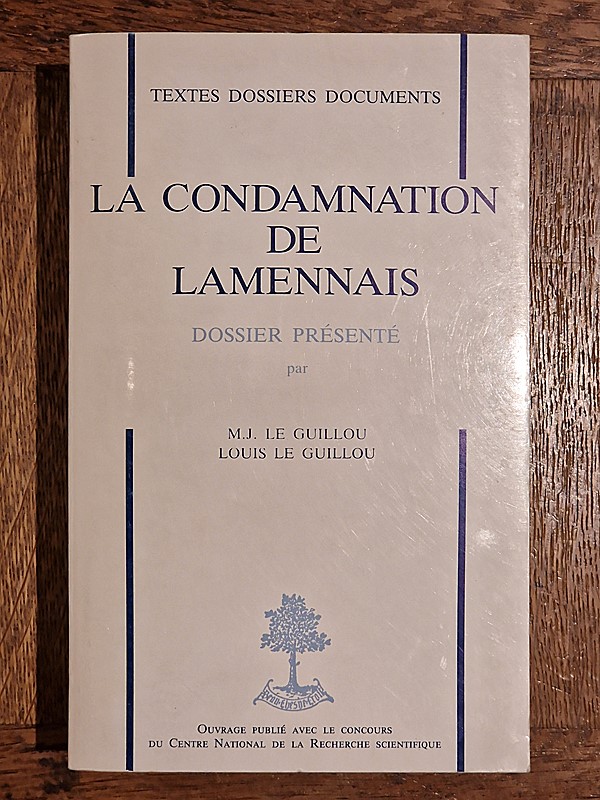 TEXTES DOSSIERS DOCUMENTS
LA CONDAMNATION
DE
LAMENNAIS
DOSSIER PRÉSENTÉ
par
M.J. LE GUILLOU
LOUIS LE GUILLOU
OUVRAGE PUBLIÉ AVEC LE CONCOURS
DU CENTRE NATIONAL DE LA RECHERCHE SCIENTIFIQUE